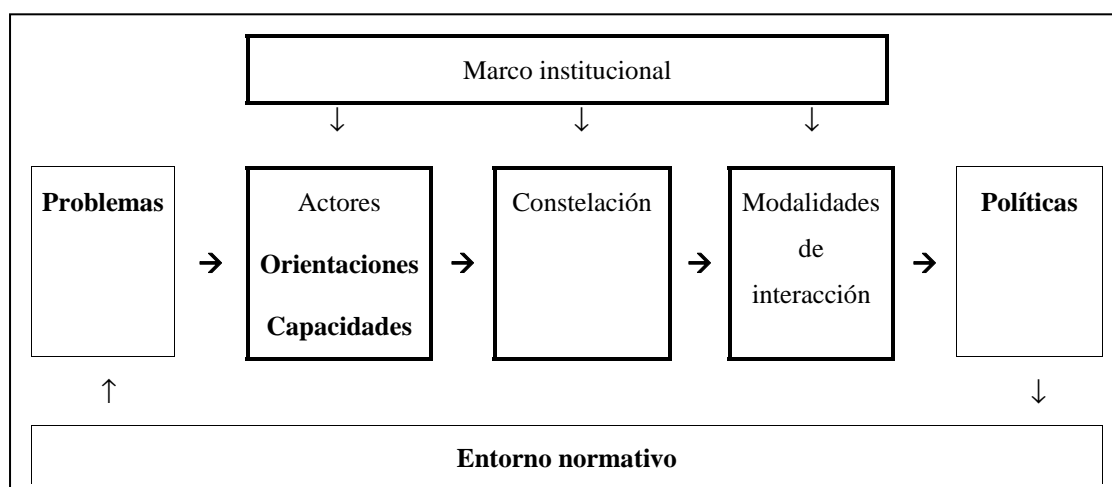 Marco institucional
↓ ↓ ↓
Problemas
→
Actores
Orientaciones
Capacidades
→
Constelación
→
Modalidades
de
interacción
→
Políticas
↑ ↓
Entorno normativo